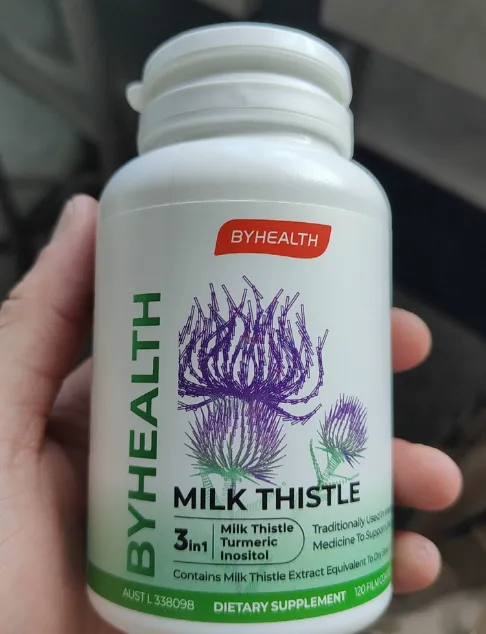 BYHEALTH
BYHEALTH
MILK THISTLE
3in1
Milk Thistle
Turmeric
Inositol
Traditionally Used in
Medicine To Support
Contains Milk Thistle Extract Equivalent To Dry
AUST L 338098
DIETARY SUPPLEMENT
120 FILM